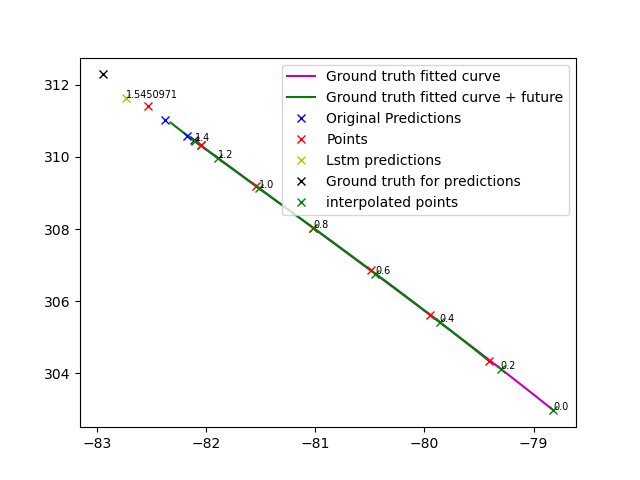 312
310
308
306
304
−83
−82
−81
−80
−79
Ground truth fitted curve
Ground truth fitted curve + future
Original Predictions
Points
Lstm predictions
Ground truth for predictions
interpolated points
1.5450971
1.4
1.2
1.0
0.8
0.6
0.4
0.2
0.0